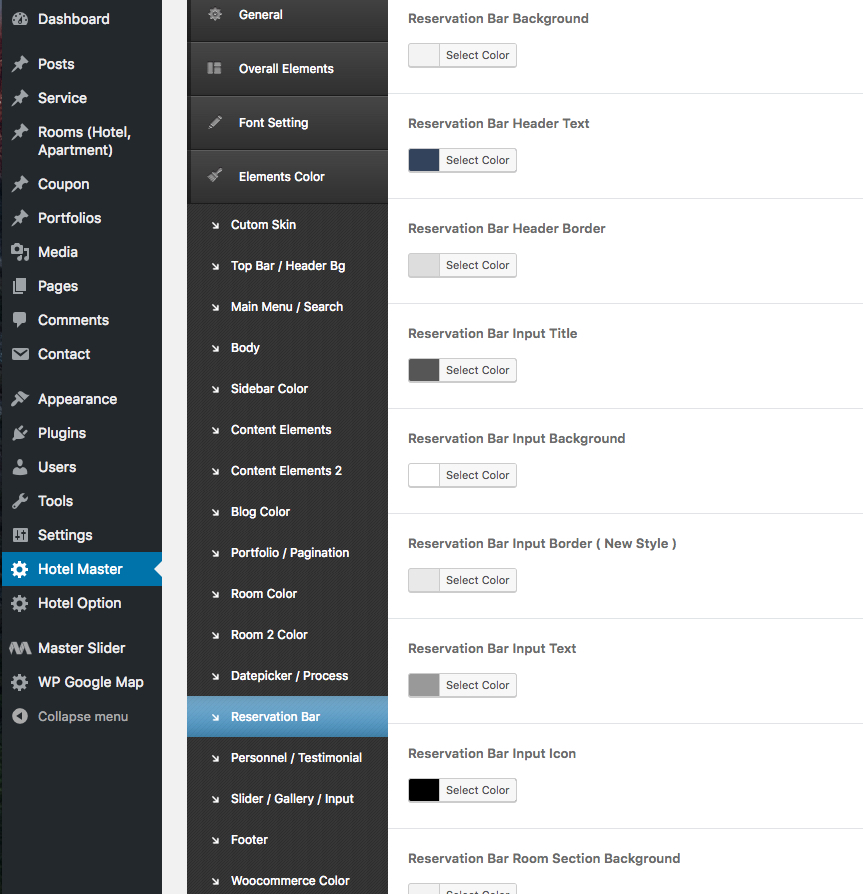 Dashboard
Posts
Service
Rooms (Hotel,
Apartment)
Coupon
Portfolios
Media
Pages
Comments
Contact
Appearance
Plugins
Users
Tools
Settings
Hotel Master
Hotel Option
Master Slider
WP Google Map
Collapse menu
General
Overall Elements
Font Setting
Elements Color
Cutom Skin
Top Bar / Header Bg
Main Menu / Search
Body
Sidebar Color
Content Elements
Content Elements 2
Blog Color
Portfolio / Pagination
Room Color
Room 2 Color
Datepicker / Process
Reservation Bar
Personnel / Testimonial
Slider / Gallery / Input
Footer
Woocommerce Color
Reservation Bar Background
Select Color
Reservation Bar Header Text
Select Color
Reservation Bar Header Border
Select Color
Reservation Bar Input Title
Select Color
Reservation Bar Input Background
Select Color
Reservation Bar Input Border ( New Style )
Select Color
Reservation Bar Input Text
Select Color
Reservation Bar Input Icon
Select Color
Reservation Bar Room Section Background
Select Color